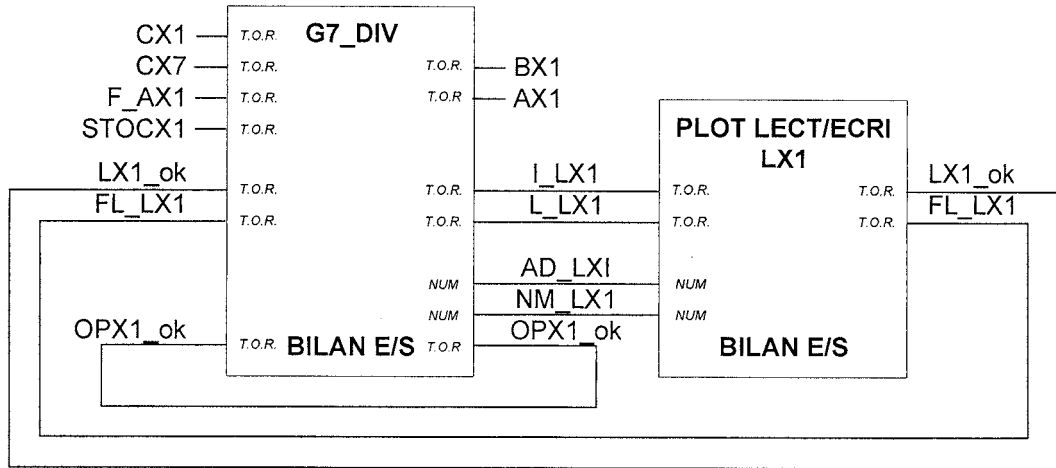 CX1 T.O.R. G7_DIV
CX7 T.O.R. T.O.R. BX1
F_AX1 T.O.R. T.O.R AX1
STOCX1 T.O.R.
PLOT LECT/ECRI
LX1
LX1_ok T.O.R. T.O.R. I_LX1 T.O.R. T.O.R. LX1_ok
FL_LX1 T.O.R. T.O.R. L_LX1 T.O.R. T.O.R. FL_LX1
NUM AD_LXI NUM
NUM NM_LX1 NUM
OPX1_ok T.O.R. BILAN E/S T.O.R OPX1_ok
BILAN E/S